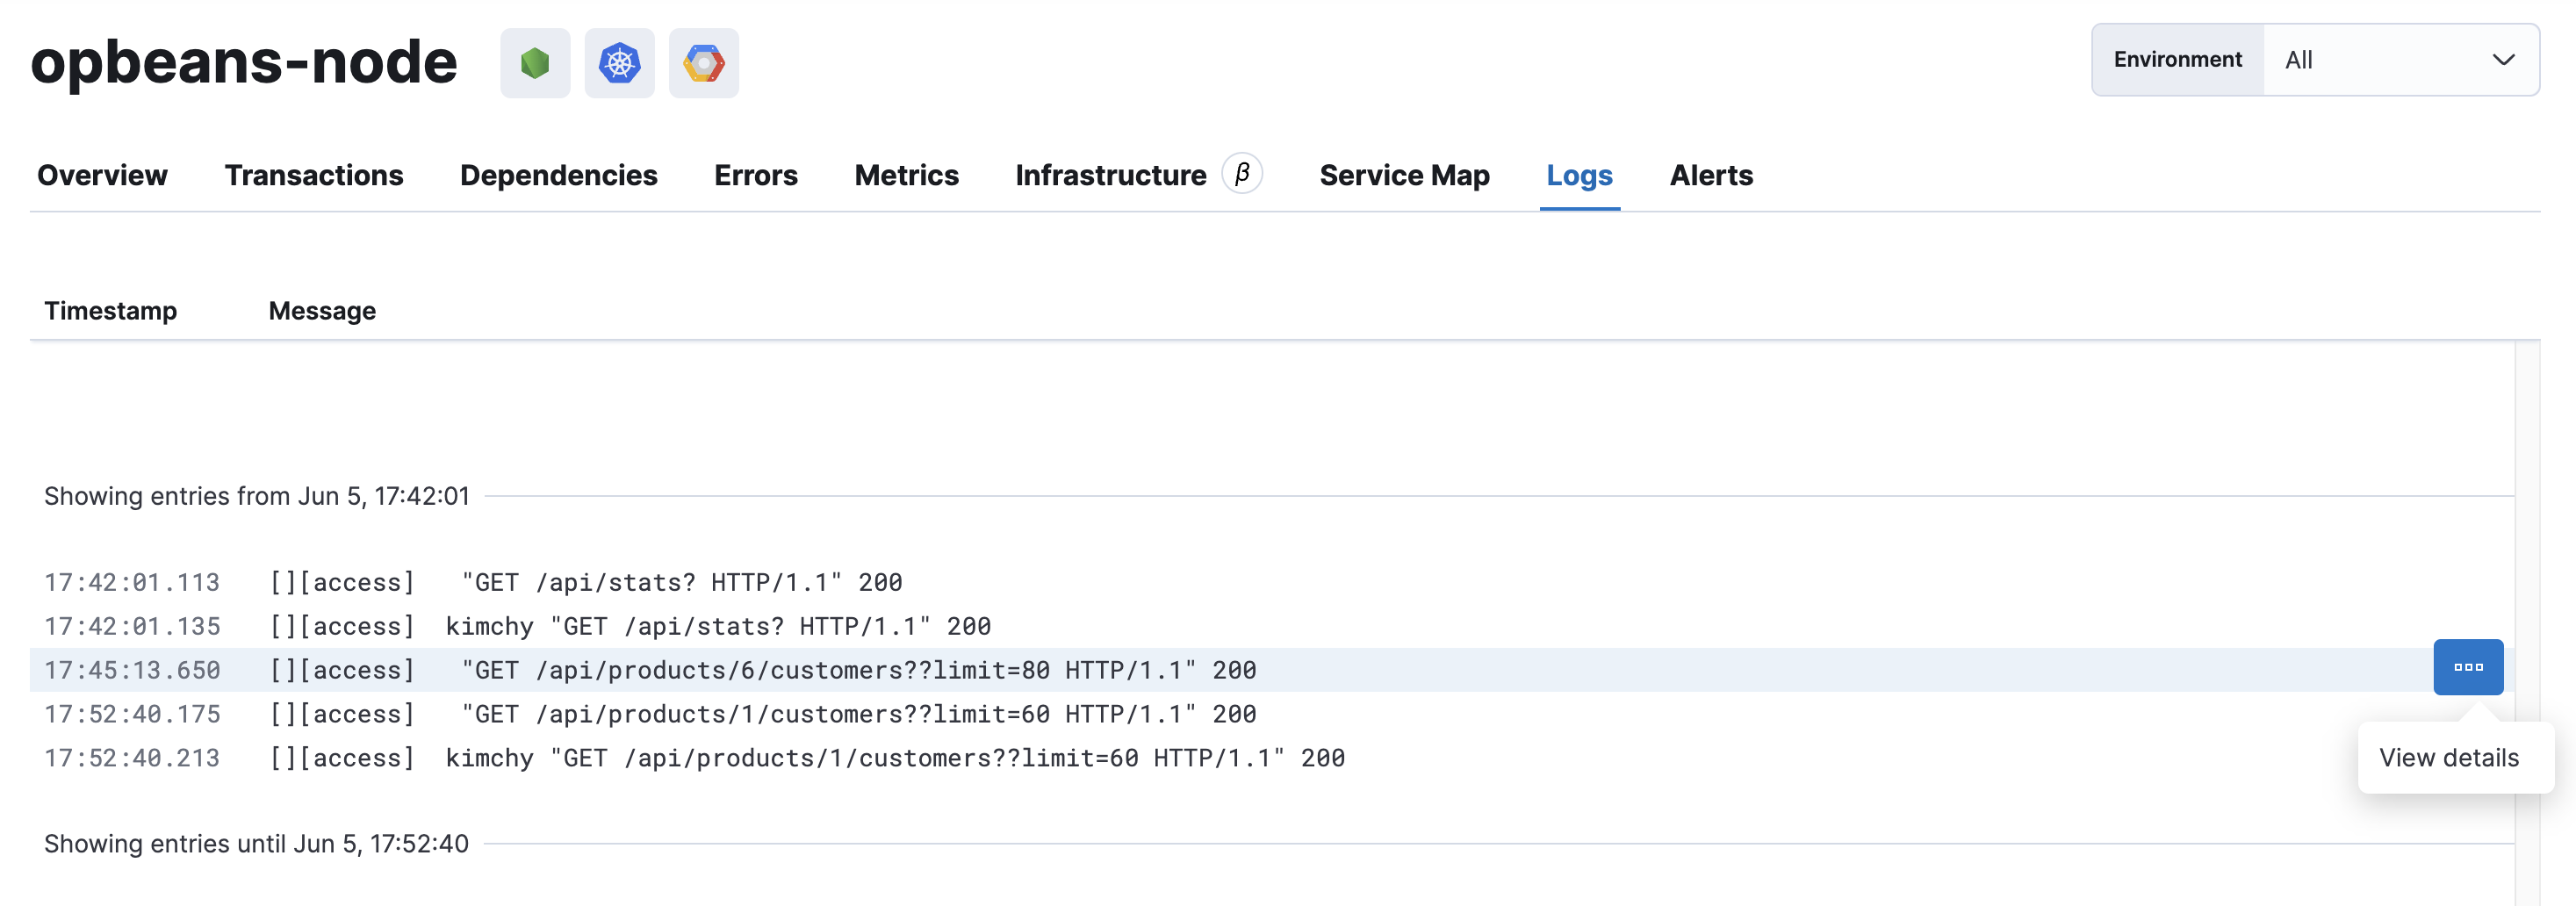 opbeans-node
Environment All
Overview Transactions Dependencies Errors Metrics Infrastructure β Service Map Logs Alerts
Timestamp Message
Showing entries from Jun 5, 17:42:01
17:42:01.113 [][access] "GET /api/stats? HTTP/1.1" 200
17:42:01.135 [][access] kimchy "GET /api/stats? HTTP/1.1" 200
17:45:13.650 [][access] "GET /api/products/6/customers??limit=80 HTTP/1.1" 200
17:52:40.175 [][access] "GET /api/products/1/customers??limit=60 HTTP/1.1" 200
17:52:40.213 [][access] kimchy "GET /api/products/1/customers??limit=60 HTTP/1.1" 200
View details
Showing entries until Jun 5, 17:52:40